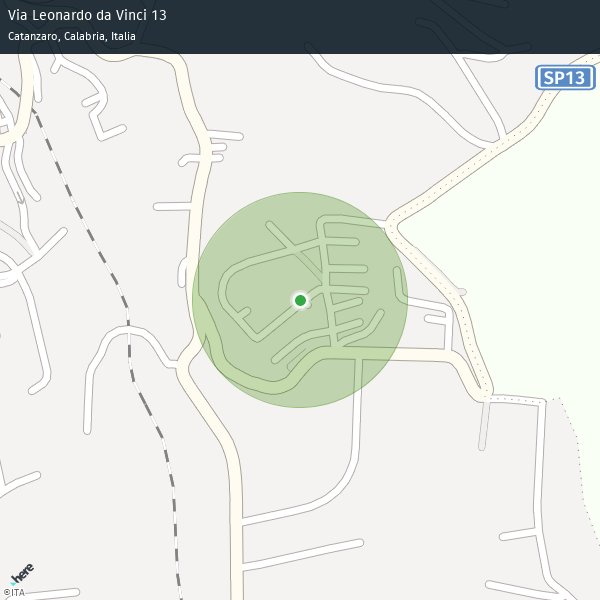 Via Leonardo da Vinci 13
Catanzaro, Calabria, Italia
SP13
here
©ITA